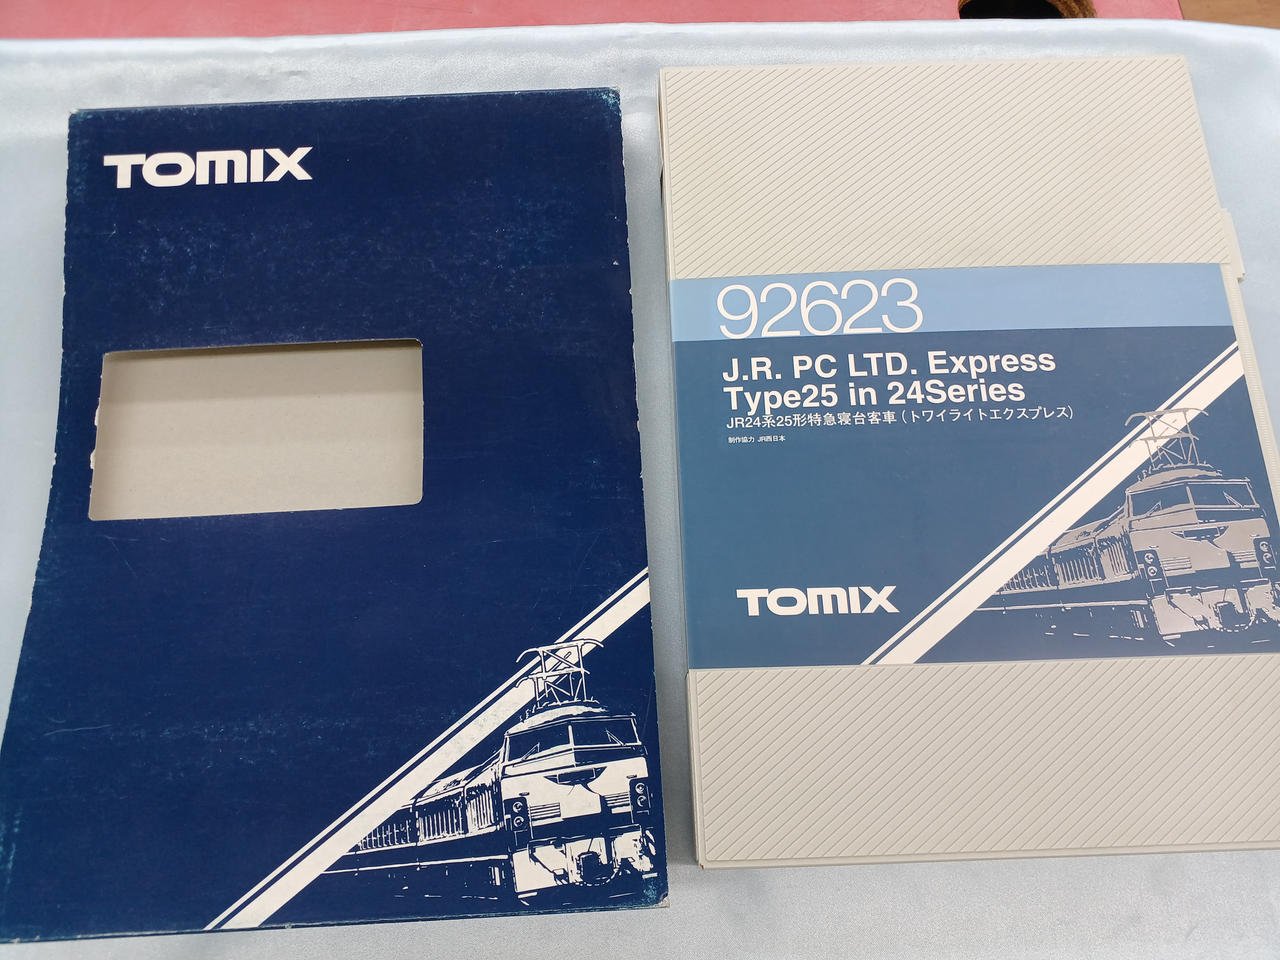 TOMIX
92623
J.R. PC LTD. Express
Type25 in 24Series
JR24系25形特急寝台客車(トワイライトエクスプレス)
制作協力 JR西日本
TOMIX